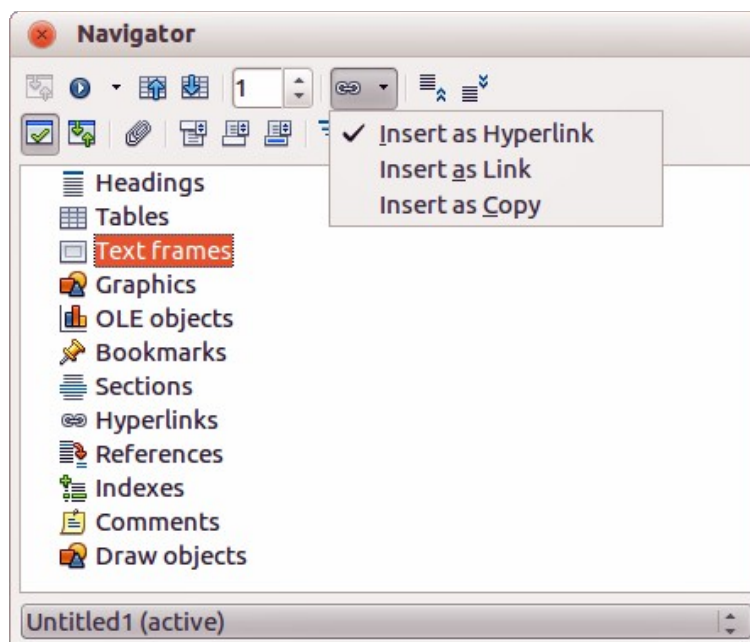 Navigator
1
Insert as Hyperlink
Insert as Link
Insert as Copy
Headings
Tables
Text frames
Graphics
OLE objects
Bookmarks
Sections
Hyperlinks
References
Indexes
Comments
Draw objects
Untitled1 (active)